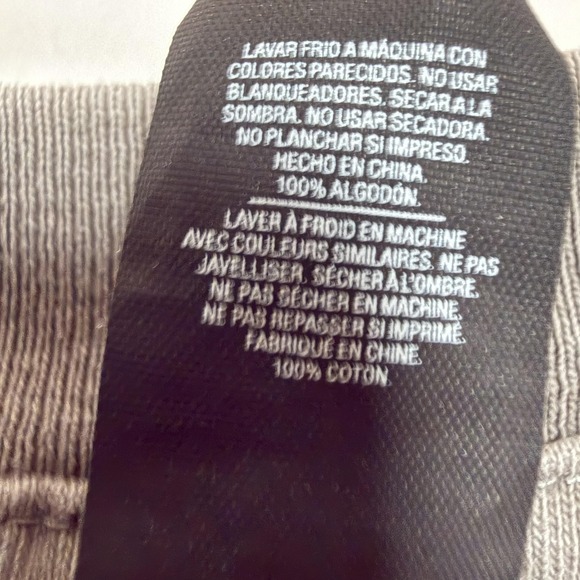 LAVAR FRIO A MÁQUINA CON
COLORES PARECIDOS. NO USAR
BLANQUEADORES. SECAR A LA
SOMBRA. NO USAR SECADORA.
NO PLANCHAR SI IMPRESO.
HECHO EN CHINA.
100% ALGODÓN.
LAVER À FROID EN MACHINE
AVEC COULEURS SIMILAIRES. NE PAS
JAVELLISER. SÉCHER À L'OMBRE.
NE PAS SÉCHER EN MACHINE.
NE PAS REPASSER SI IMPRIMÉ.
FABRIQUÉ EN CHINE.
100% COTON.